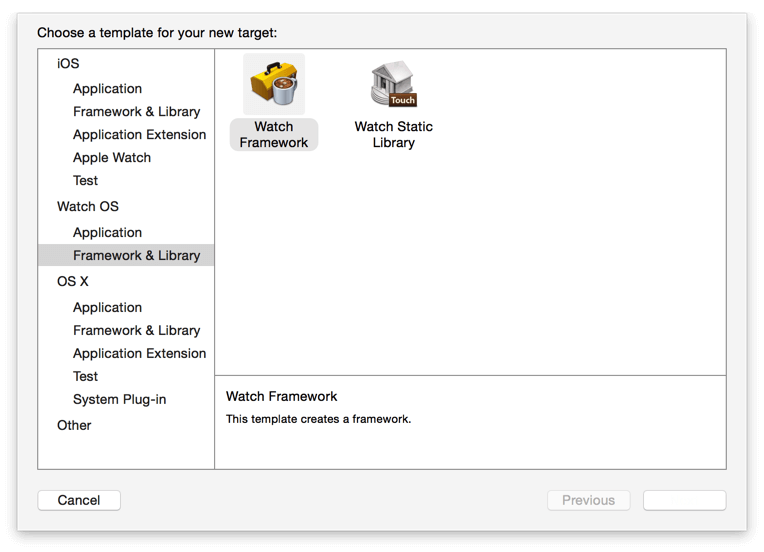 Choose a template for your new target:
iOS
Application
Framework & Library
Application Extension
Apple Watch
Test
Watch OS
Application
Framework & Library
OS X
Application
Framework & Library
Application Extension
Test
System Plug-in
Other
Watch
Framework
Touch
Watch Static
Library
Watch Framework
This template creates a framework.
Cancel
Previous